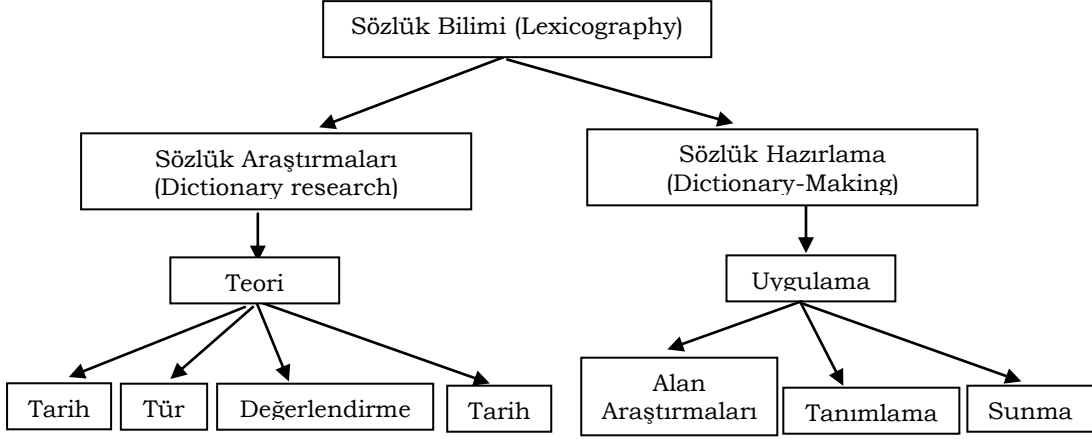 Sözlük Bilimi (Lexicography)
Sözlük Araştırmaları
(Dictionary research)
Sözlük Hazırlama
(Dictionary-Making)
Teori
Uygulama
Tarih
Tür
Değerlendirme
Tarih
Alan
Araştırmaları
Tanımlama
Sunma